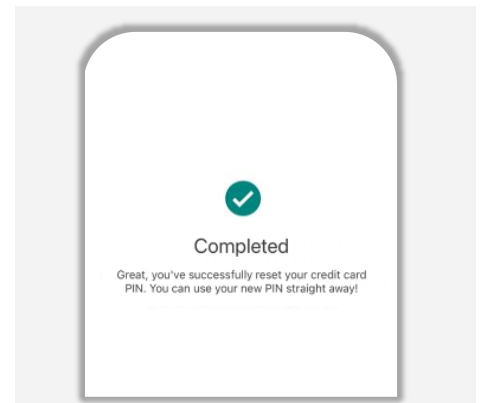 Completed
Great, you've successfully reset your credit card
PIN. You can use your new PIN straight away!